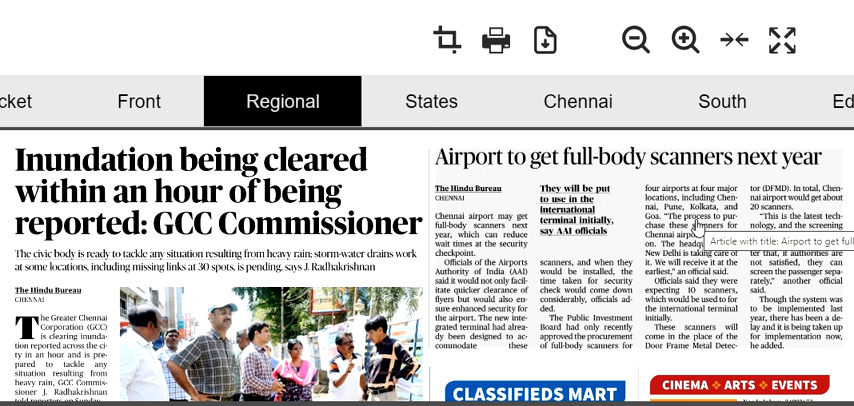 cket Front Regional States Chennai South Ed
Inundation being cleared
within an hour of being
reported: GCC Commissioner
The civic body is ready to tackle any situation resulting from heavy rain; storm-water drains work
at some locations, including missing links at 30 spots, is pending, says J. Radhakrishnan
The Hindu Bureau
CHENNAI
The Greater Chennai
Corporation (GCC)
is clearing inunda-
tion reported across the ci-
ty in an hour and is pre-
pared to tackle any
situation resulting from
heavy rain, GCC Commis-
sioner J. Radhakrishnan
told reporters on Sunday.
Airport to get full-body scanners next year
The Hindu Bureau
CHENNAI
Chennai airport may get
full-body scanners next
year, which could reduce
wait times at the security
checkpoint.
Officials of the Airports
Authority of India (AAI)
said it would not only facil-
itate quicker clearance of
flyers but would also en-
sure enhanced security for
the airport. The new inte-
grated terminal had alrea-
dy been designed to ac-
commodate these
They will be put
to use in the
international
terminal initially,
say AAI officials
scanners, and when they
would be installed, the
time taken for security
check would come down
considerably, officials ad-
ded.
The Public Investment
Board had only recently
approved the procurement
of full-body scanners for
four airports at four major
locations, including Chen-
nai, Pune, Kolkata, and
Goa. “The process to pur-
chase these scanners for
Chennai airpo
on. The headqu
New Delhi is taking care of
it. We will receive it at the
earliest,” an official said.
Officials said they were
expecting 10 scanners,
which would be used for
the international terminal
initially.
These scanners will
come in the place of the
Door Frame Metal Detec-
tor (DFMD). In total, Chen-
nai airport would get about
20 scanners.
“This is the latest tech-
nology, and the screening
Article with title: Airport to get full
ter that, if authorities are
not satisfied, they can
screen the passenger sepa-
rately,” another official
said.
Though the system was
to be implemented last
year, there has been a de-
lay and it is being taken up
for implementation now,
he added.
CLASSIFIEDS MART
CINEMA ❖ ARTS ❖ EVENTS